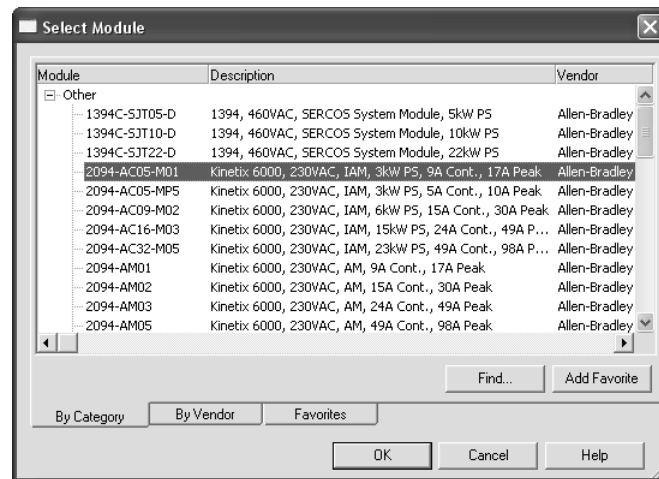 Select Module
Module Description Vendor
Other
1394C-SJT05-D 1394, 460VAC, SERCOS System Module, 5kW PS Allen-Bradley
1394C-SJT10-D 1394, 460VAC, SERCOS System Module, 10kW PS Allen-Bradley
1394C-SJT22-D 1394, 460VAC, SERCOS System Module, 22kW PS Allen-Bradley
2094-AC05-M01 Kinetix 6000, 230VAC, IAM, 3kW PS, 9A Cont., 17A Peak Allen-Bradley
2094-AC05-MP5 Kinetix 6000, 230VAC, IAM, 3kW PS, 5A Cont., 10A Peak Allen-Bradley
2094-AC09-M02 Kinetix 6000, 230VAC, IAM, 6kW PS, 15A Cont., 30A Peak Allen-Bradley
2094-AC16-M03 Kinetix 6000, 230VAC, IAM, 15kW PS, 24A Cont., 49A P... Allen-Bradley
2094-AC32-M05 Kinetix 6000, 230VAC, IAM, 23kW PS, 49A Cont., 98A P... Allen-Bradley
2094-AM01 Kinetix 6000, 230VAC, AM, 9A Cont., 17A Peak Allen-Bradley
2094-AM02 Kinetix 6000, 230VAC, AM, 15A Cont., 30A Peak Allen-Bradley
2094-AM03 Kinetix 6000, 230VAC, AM, 24A Cont., 49A Peak Allen-Bradley
2094-AM05 Kinetix 6000, 230VAC, AM, 49A Cont., 98A Peak Allen-Bradley
Find... Add Favorite
By Category By Vendor Favorites
OK Cancel Help